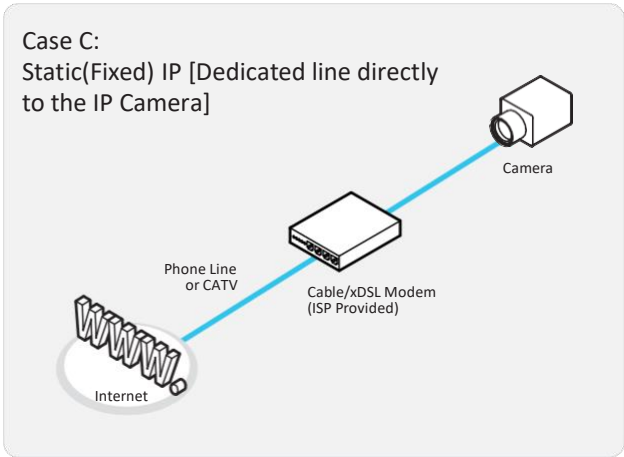 Case C:
Static(Fixed) IP [Dedicated line directly
to the IP Camera]
Camera
Phone Line
or CATV
Cable/xDSL Modem
(ISP Provided)
WWW.
Internet